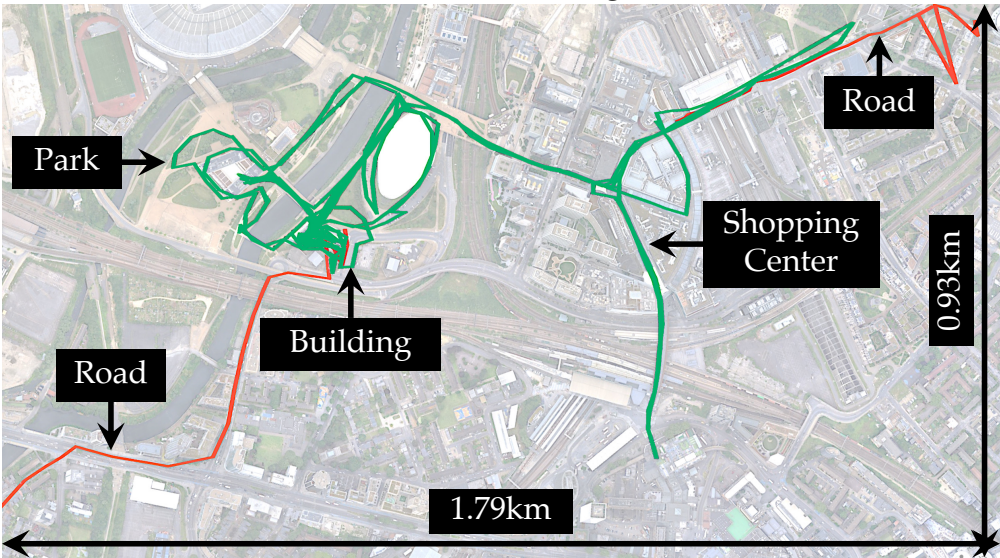 Road
Park
Shopping
Center
0.93km
Building
Road
1.79km